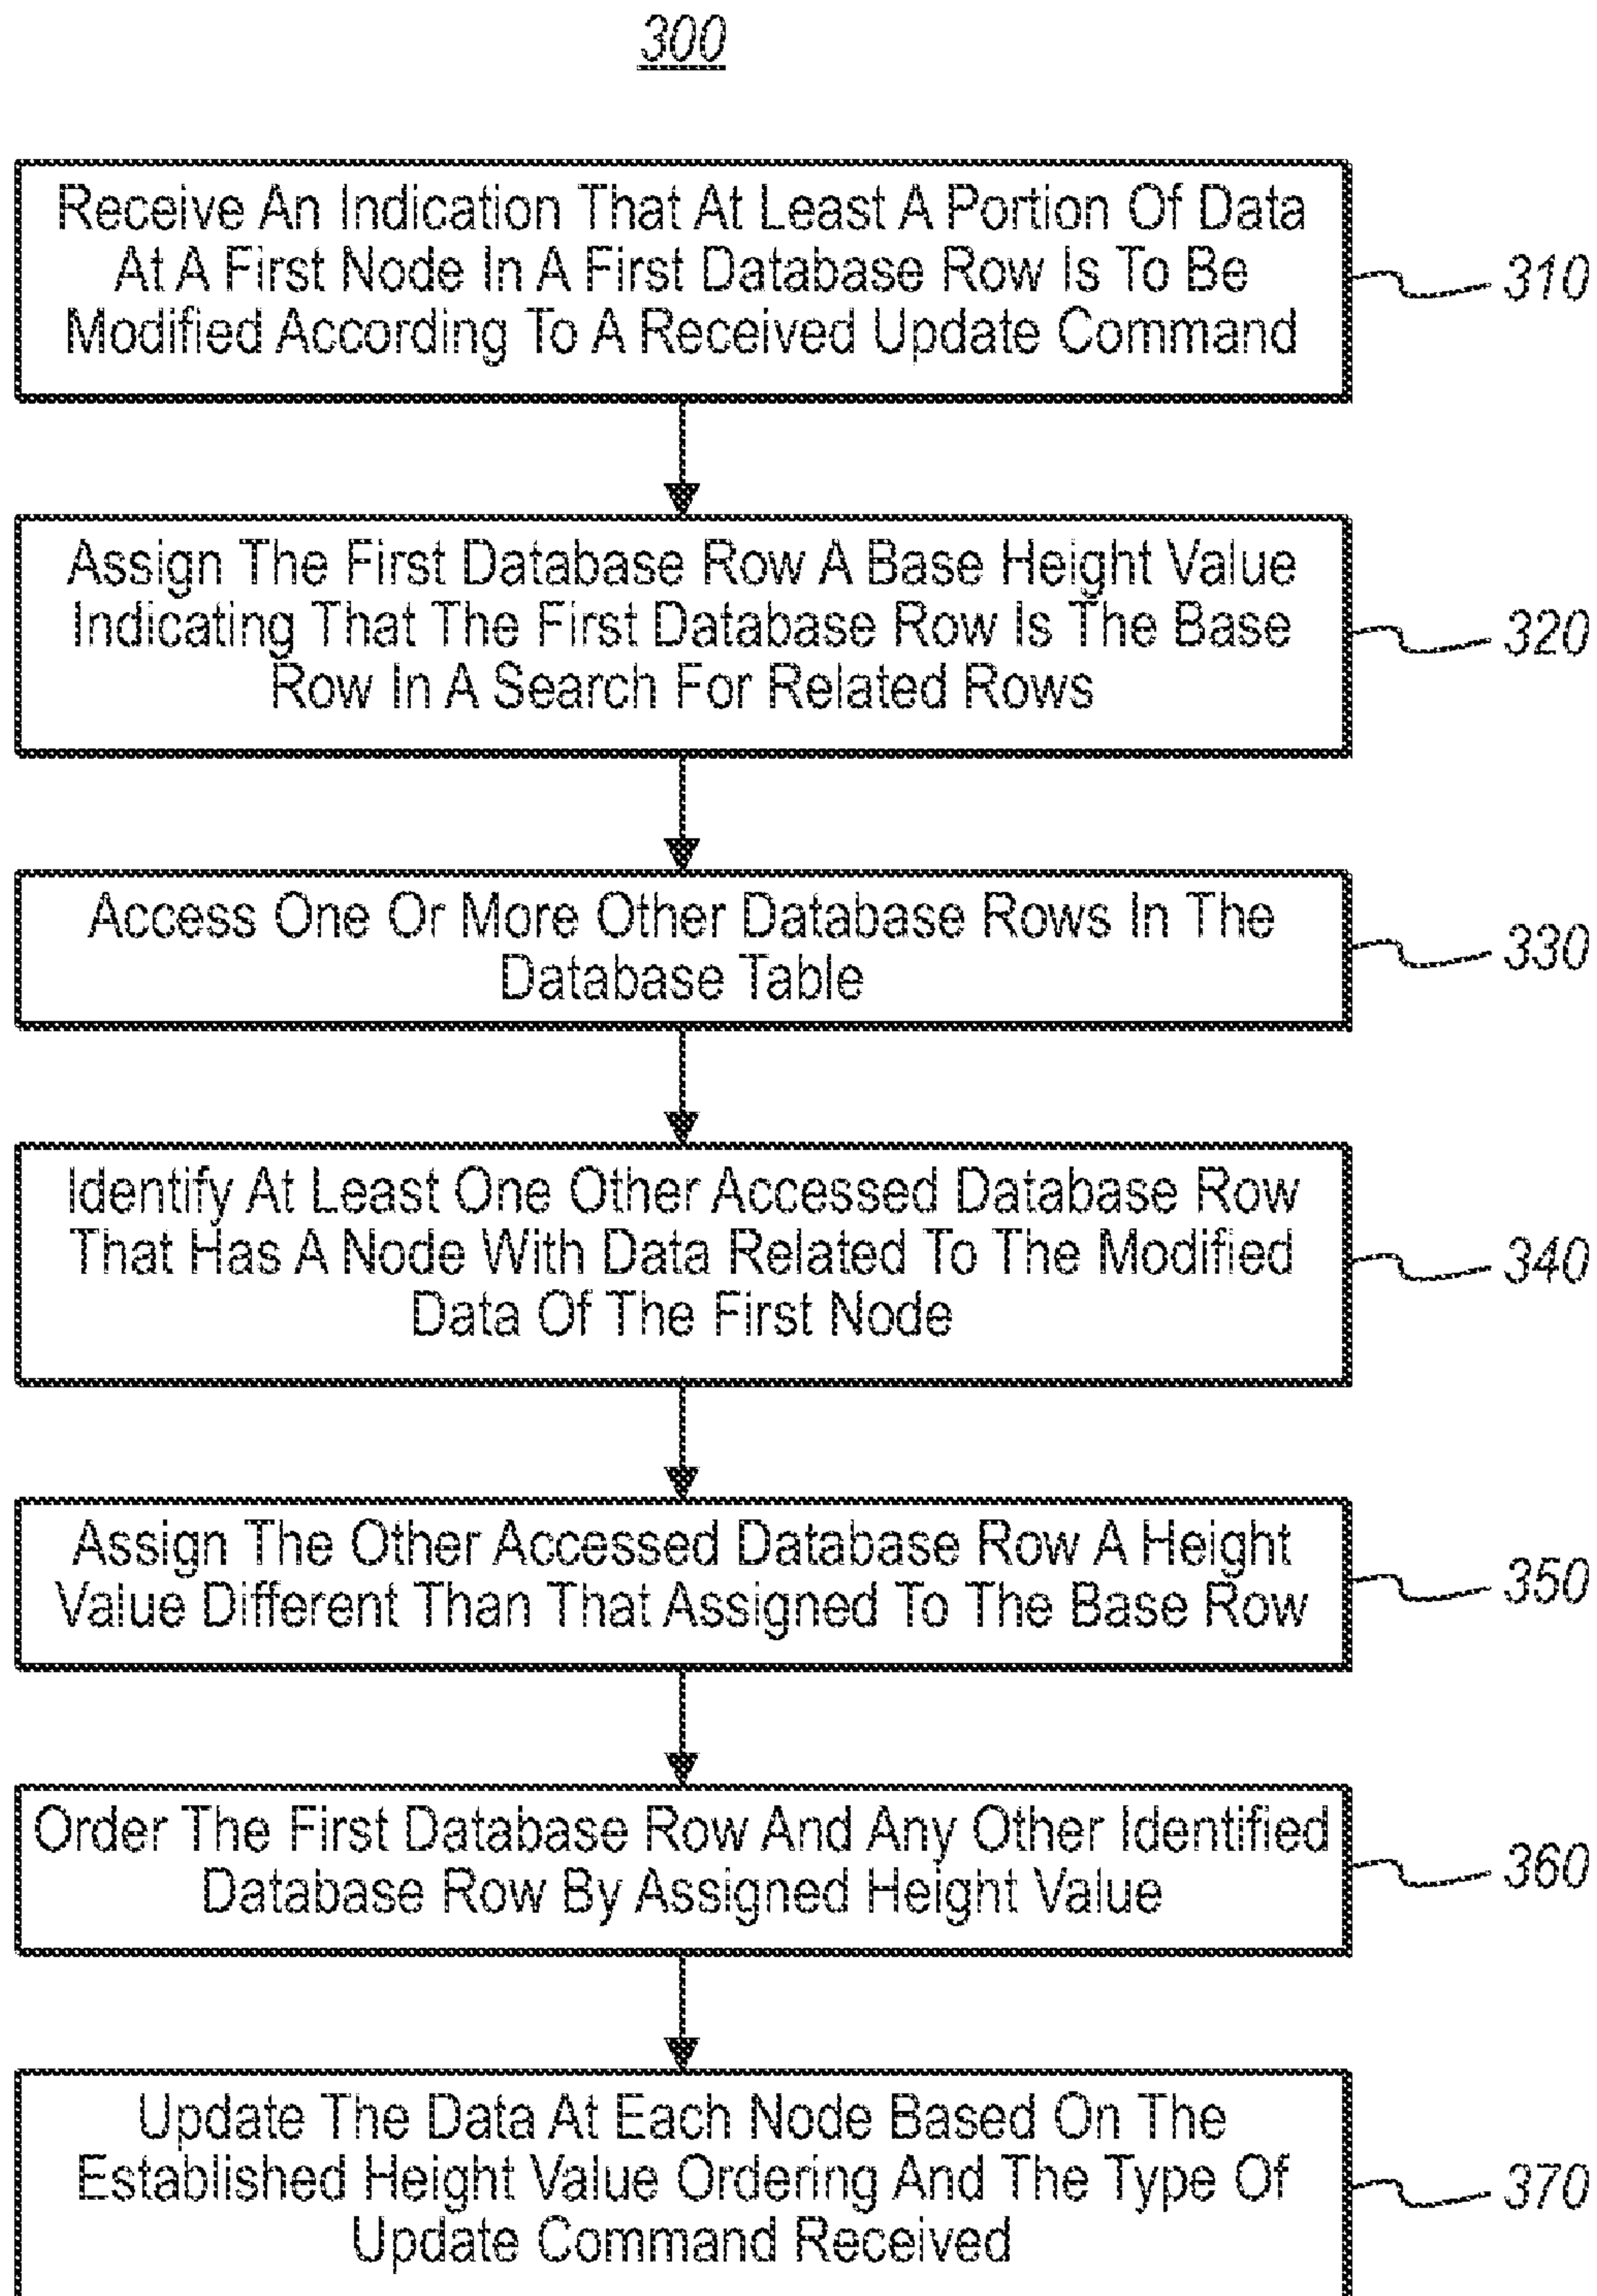 300
Receive An Indication That At Least A Portion Of Data
At A First Node In A First Database Row Is To Be
Modified According To A Received Update Command
310
Assign The First Database Row A Base Height Value
Indicating That The First Database Row Is The Base
Row In A Search For Related Rows
320
Access One Or More Other Database Rows In The
Database Table
330
Identify At Least One Other Accessed Database Row
That Has A Node With Data Related To The Modified
Data Of The First Node
340
Assign The Other Accessed Database Row A Height
Value Different Than That Assigned To The Base Row
350
Order The First Database Row And Any Other Identified
Database Row By Assigned Height Value
360
Update The Data At Each Node Based On The
Established Height Value Ordering And The Type Of
Update Command Received
370